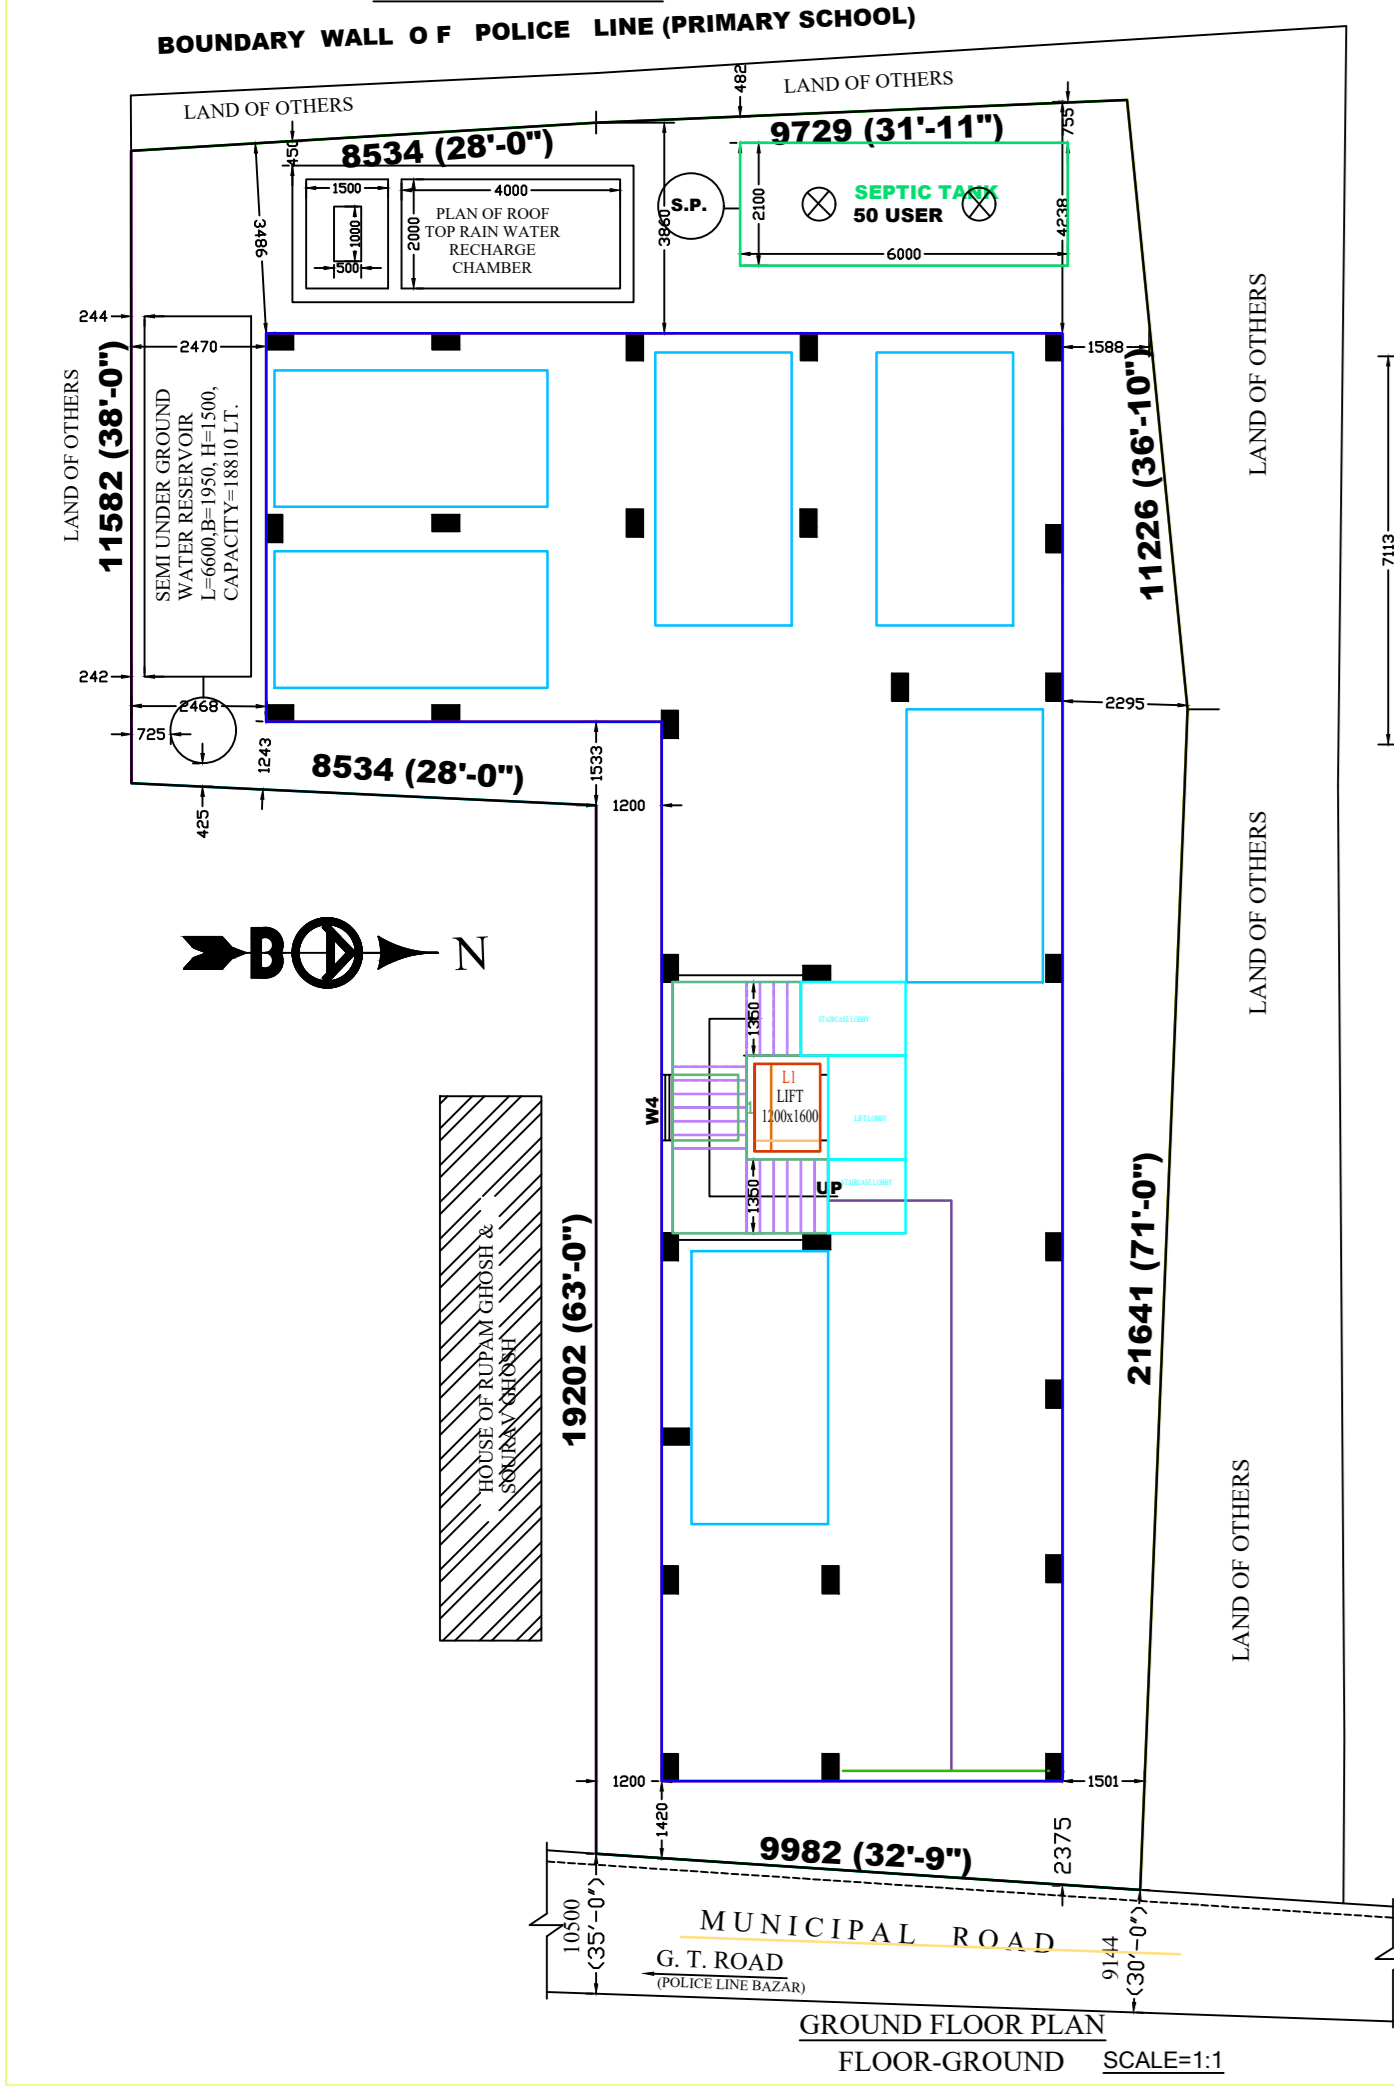 BOUNDARY WALL O F POLICE LINE (PRIMARY SCHOOL)
LAND OF OTHERS
LAND OF OTHERS
482
755
450
8534 (28'-0")
9729 (31'-11")
1500
4000
1000
500
2000
PLAN OF ROOF
TOP RAIN WATER
RECHARGE
CHAMBER
3486
3860
S.P.
2100
SEPTIC TANK
50 USER
6000
4238
244
2470
1588
LAND OF OTHERS
11582 (38'-0")
SEMI UNDER GROUND
WATER RESERVOIR
L=6600,B=1950, H=1500,
CAPACITY=18810 LT.
11226 (36'-10")
LAND OF OTHERS
7113
242
2468
725
425
1243
8534 (28'-0")
1533
1200
2295
LAND OF OTHERS
B
N
1350
STAIRCASE LOBBY
W4
1
L1
LIFT
1200x1600
LIFT LOBBY
1350
UP
STAIRCASE LOBBY
HOUSE OF RUPAM GHOSH &
SOURAV GHOSH
19202 (63'-0")
21641 (71'-0")
LAND OF OTHERS
1200
1420
1501
2375
9982 (32'-9")
10500
(35'-0")
MUNICIPAL ROAD
9144
(30'-0")
G. T. ROAD
(POLICE LINE BAZAR)
GROUND FLOOR PLAN
FLOOR-GROUND
SCALE=1:1